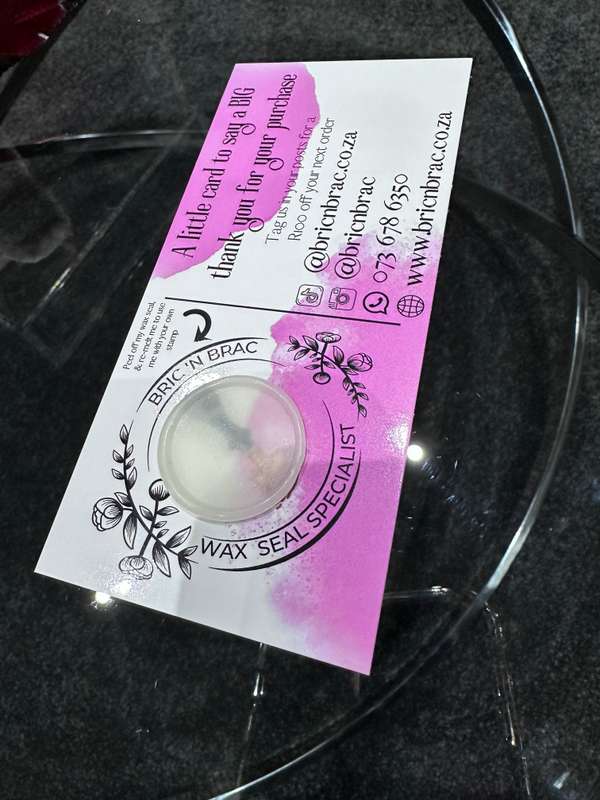 A little card to say a BIG
thank you for your purchase
Tag us in your posts for a
R100 off your next order
@bricnbrac.co.za
@bricnbrac
073 678 6350
www.bricnbrac.co.za
Peel off my wax seal,
& re-melt me to use
me with your own
stamp
BRIC 'N BRAC
WAX SEAL SPECIALIST